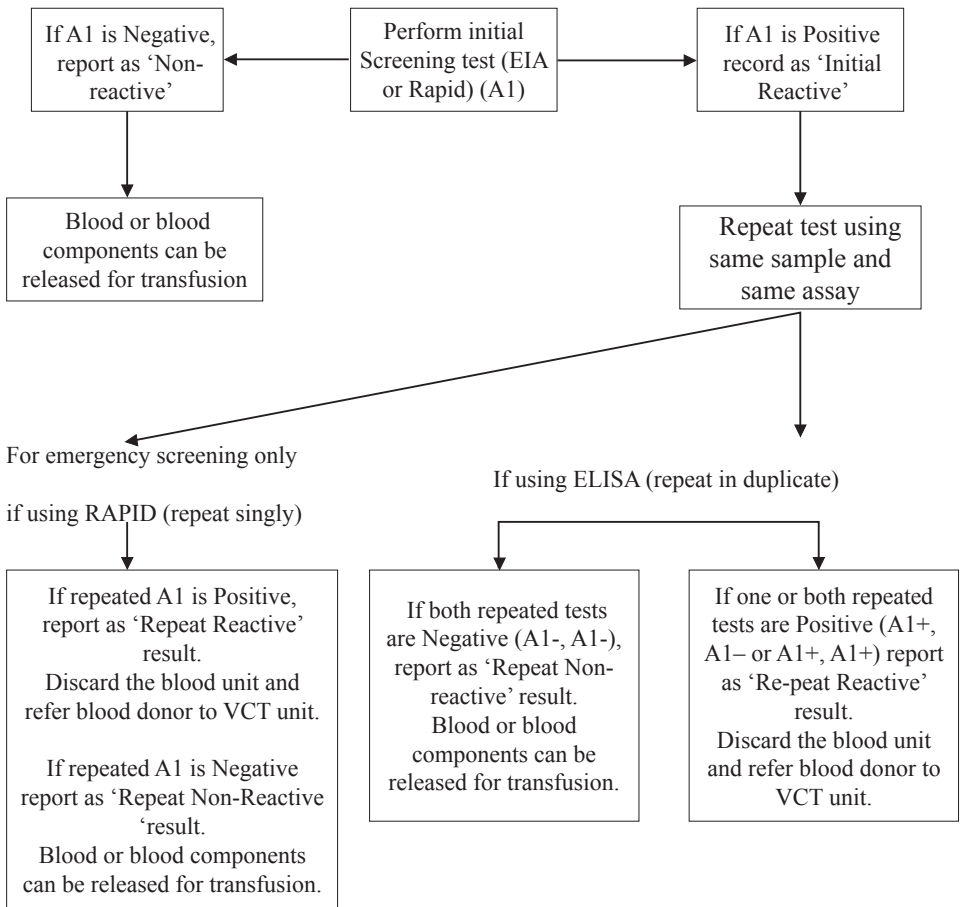 If A1 is Negative,
report as ‘Non-
reactive’
Perform initial
Screening test (EIA
or Rapid) (A1)
If A1 is Positive
record as ‘Initial
Reactive’
Blood or blood
components can be
released for transfusion
Repeat test using
same sample and
same assay
For emergency screening only
if using RAPID (repeat singly)
If using ELISA (repeat in duplicate)
If repeated A1 is Positive,
report as ‘Repeat Reactive’
result.
Discard the blood unit and
refer blood donor to VCT unit.
If repeated A1 is Negative
report as ‘Repeat Non-Reactive
‘result.
Blood or blood components
can be released for transfusion.
If both repeated tests
are Negative (A1-, A1-),
report as ‘Repeat Non-
reactive’ result.
Blood or blood
components can be
released for transfusion.
If one or both repeated
tests are Positive (A1+,
A1– or A1+, A1+) report
as ‘Re-peat Reactive’
result.
Discard the blood unit
and refer blood donor to
VCT unit.